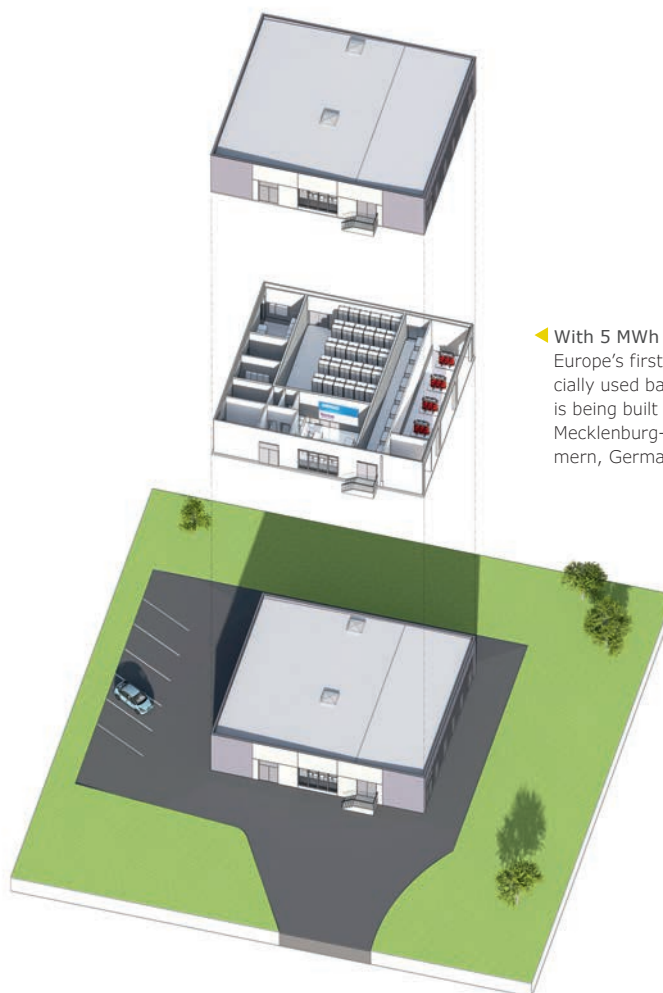 With 5 MWh
Europe’s first
cially used ba
is being built
Mecklenburg-
mern, Germa